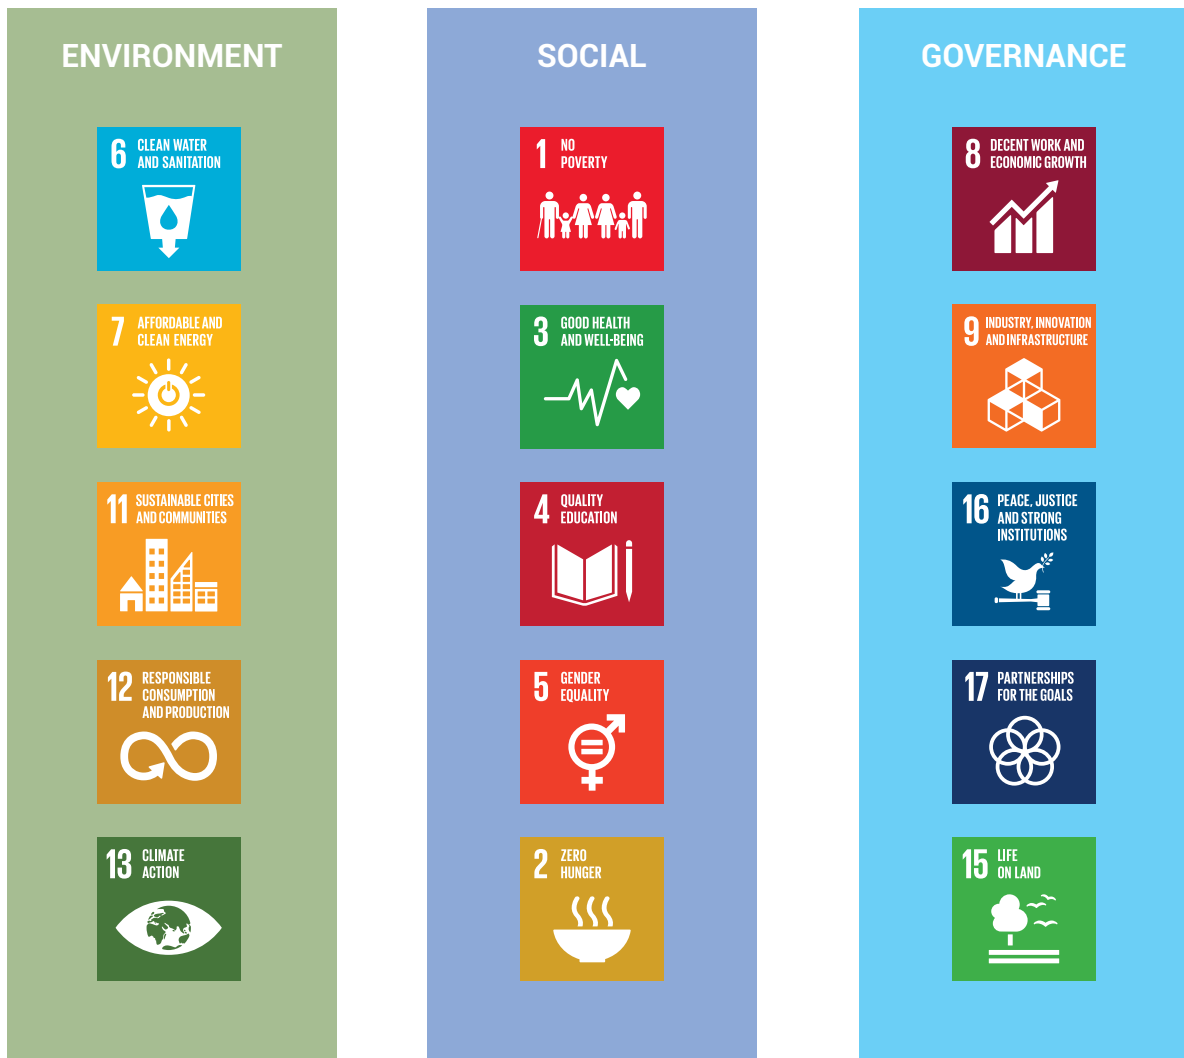 ENVIRONMENT
6
CLEAN WATER
AND SANITATION
7
AFFORDABLE AND
CLEAN ENERGY
11
SUSTAINABLE CITIES
AND COMMUNITIES
12
RESPONSIBLE
CONSUMPTION
AND PRODUCTION
13
CLIMATE
ACTION
SOCIAL
1
NO
POVERTY
3
GOOD HEALTH
AND WELL-BEING
4
QUALITY
EDUCATION
5
GENDER
EQUALITY
2
ZERO
HUNGER
GOVERNANCE
8
DECENT WORK AND
ECONOMIC GROWTH
9
INDUSTRY, INNOVATION
AND INFRASTRUCTURE
16
PEACE, JUSTICE
AND STRONG
INSTITUTIONS
17
PARTNERSHIPS
FOR THE GOALS
15
LIFE
ON LAND